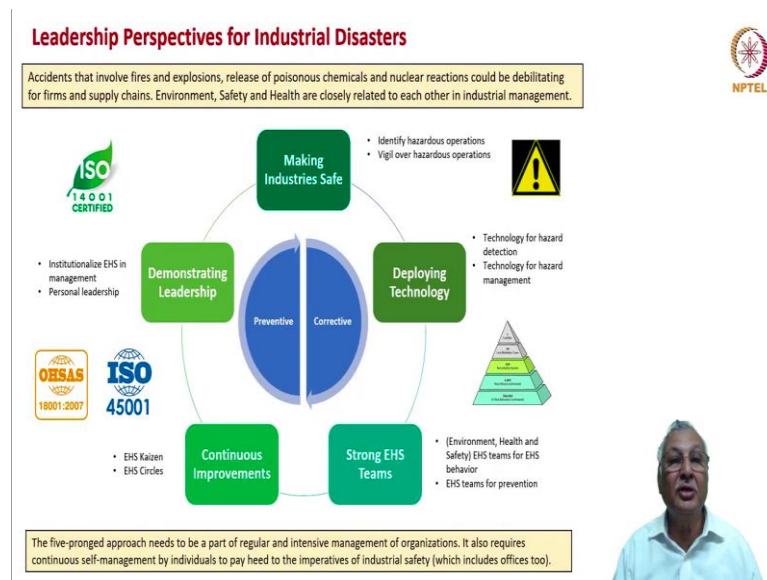 Leadership Perspectives for Industrial Disasters
NPTEL
Accidents that involve fires and explosions, release of poisonous chemicals and nuclear reactions could be debilitating
for firms and supply chains. Environment, Safety and Health are closely related to each other in industrial management.
ISO
14001
CERTIFIED
Making
Industries Safe
• Identify hazardous operations
• Vigil over hazardous operations
• Institutionalize EHS in
management
• Personal leadership
Demonstrating
Leadership
Preventive
Corrective
Deploying
Technology
• Technology for hazard
detection
• Technology for hazard
management
OHSAS
18001:2007
ISO
45001
• EHS Kaizen
• EHS Circles
Continuous
Improvements
Strong EHS
Teams
• (Environment, Health and
Safety) EHS teams for EHS
behavior
• EHS teams for prevention
The five-pronged approach needs to be a part of regular and intensive management of organizations. It also requires
continuous self-management by individuals to pay heed to the imperatives of industrial safety (which includes offices too).